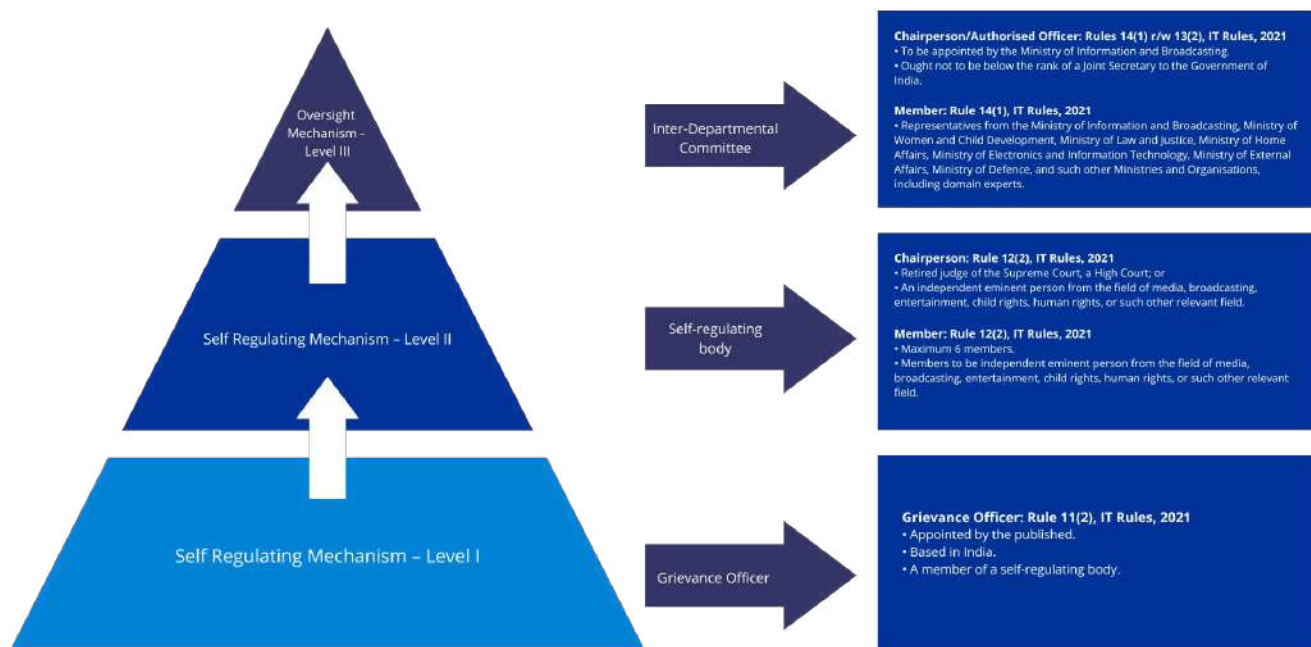 Oversight
Mechanism -
Level III
Inter-Departmental
Committee
Chairperson/Authorised Officer: Rules 14(1) r/w 13(2), IT Rules, 2021
• To be appointed by the Ministry of Information and Broadcasting.
• Ought not to be below the rank of a Joint Secretary to the Government of
India.
Member: Rule 14(1), IT Rules, 2021
• Representatives from the Ministry of Information and Broadcasting, Ministry of
Women and Child Development, Ministry of Law and Justice, Ministry of Home
Affairs, Ministry of Electronics and Information Technology, Ministry of External
Affairs, Ministry of Defence, and such other Ministries and Organisations,
including domain experts.
Self Regulating Mechanism – Level II
Self-regulating
body
Chairperson: Rule 12(2), IT Rules, 2021
• Retired judge of the Supreme Court, a High Court; or
• An independent eminent person from the field of media, broadcasting,
entertainment, child rights, human rights, or such other relevant field.
Member: Rule 12(2), IT Rules, 2021
• Maximum 6 members.
• Members to be independent eminent person from the field of media,
broadcasting, entertainment, child rights, human rights, or such other relevant
field.
Self Regulating Mechanism – Level I
Grievance Officer
Grievance Officer: Rule 11(2), IT Rules, 2021
• Appointed by the published.
• Based in India.
• A member of a self-regulating body.